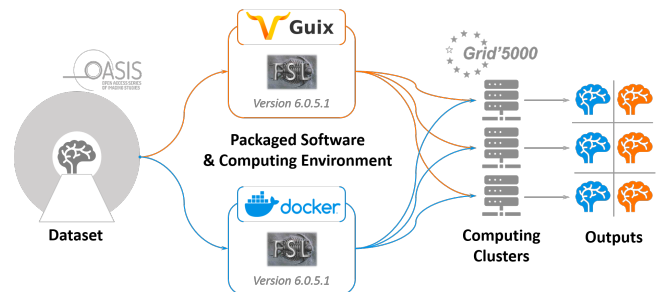 OASIS
OPEN ACCESS SERIES
OF IMAGING STUDIES
Dataset
Guix
FSL
Version 6.0.5.1
Packaged Software
& Computing Environment
docker
FSL
Version 6.0.5.1
Grid'5000
Computing
Clusters
Outputs